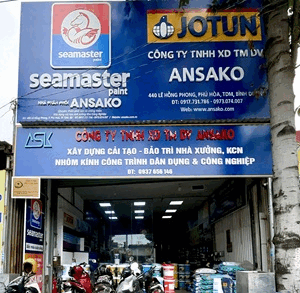 seamaster
paint
JOTUN
CÔNG TY TNHH XD TM DV
ANSAKO
440 LÊ HỒNG PHONG, PHÚ HÒA, TDM, BÌNH DƯƠNG
ĐT: 0917.731.786 - 0973.074.007
www.ansako.com
seamaster
paint
NHÀ PHÂN PHỐI ANSAKO
ASK
CÔNG TY TNHH XD TM DV ANSAKO
XÂY DỰNG CẢI TẠO - BẢO TRÌ NHÀ XƯỞNG, KCN
NHÔM KÍNH CÔNG TRÌNH DÂN DỤNG & CÔNG NGHIỆP
ĐT: 0937 656 148